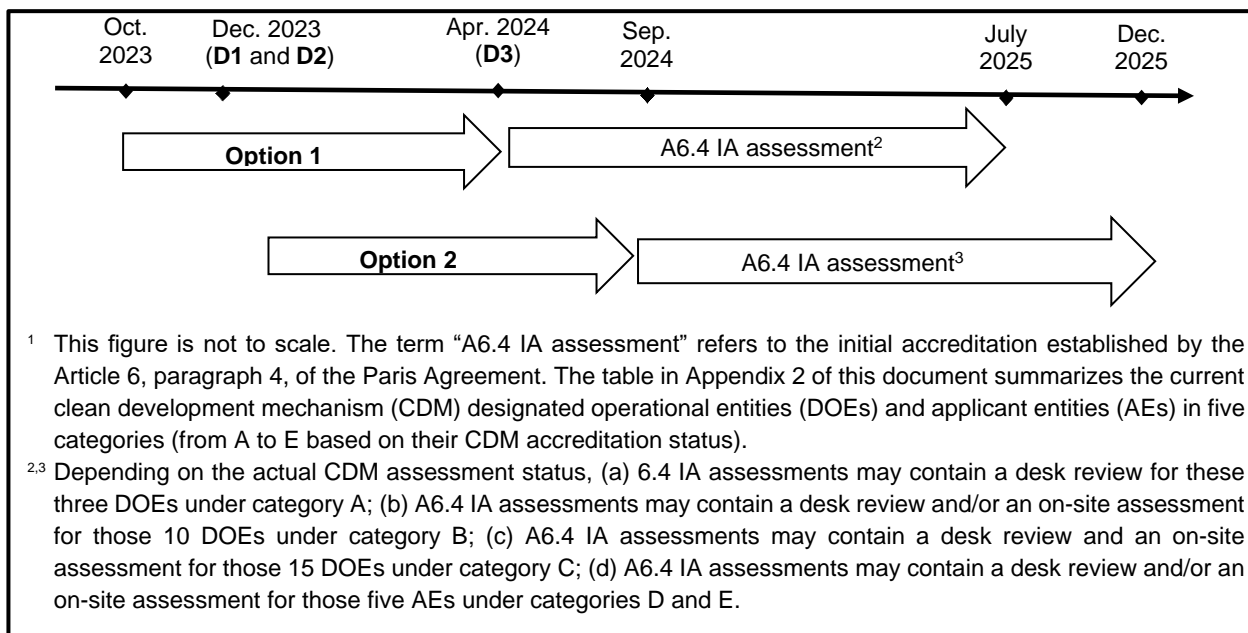 Oct. 2023
Dec. 2023 (D1 and D2)
Apr. 2024 (D3)
Sep. 2024
July 2025
Dec. 2025
Option 1
A6.4 IA assessment²
Option 2
A6.4 IA assessment³
¹ This figure is not to scale. The term “A6.4 IA assessment” refers to the initial accreditation established by the
Article 6, paragraph 4, of the Paris Agreement. The table in Appendix 2 of this document summarizes the current
clean development mechanism (CDM) designated operational entities (DOEs) and applicant entities (AEs) in five
categories (from A to E based on their CDM accreditation status).
²,³ Depending on the actual CDM assessment status, (a) 6.4 IA assessments may contain a desk review for these
three DOEs under category A; (b) A6.4 IA assessments may contain a desk review and/or an on-site assessment
for those 10 DOEs under category B; (c) A6.4 IA assessments may contain a desk review and an on-site
assessment for those 15 DOEs under category C; (d) A6.4 IA assessments may contain a desk review and/or an
on-site assessment for those five AEs under categories D and E.